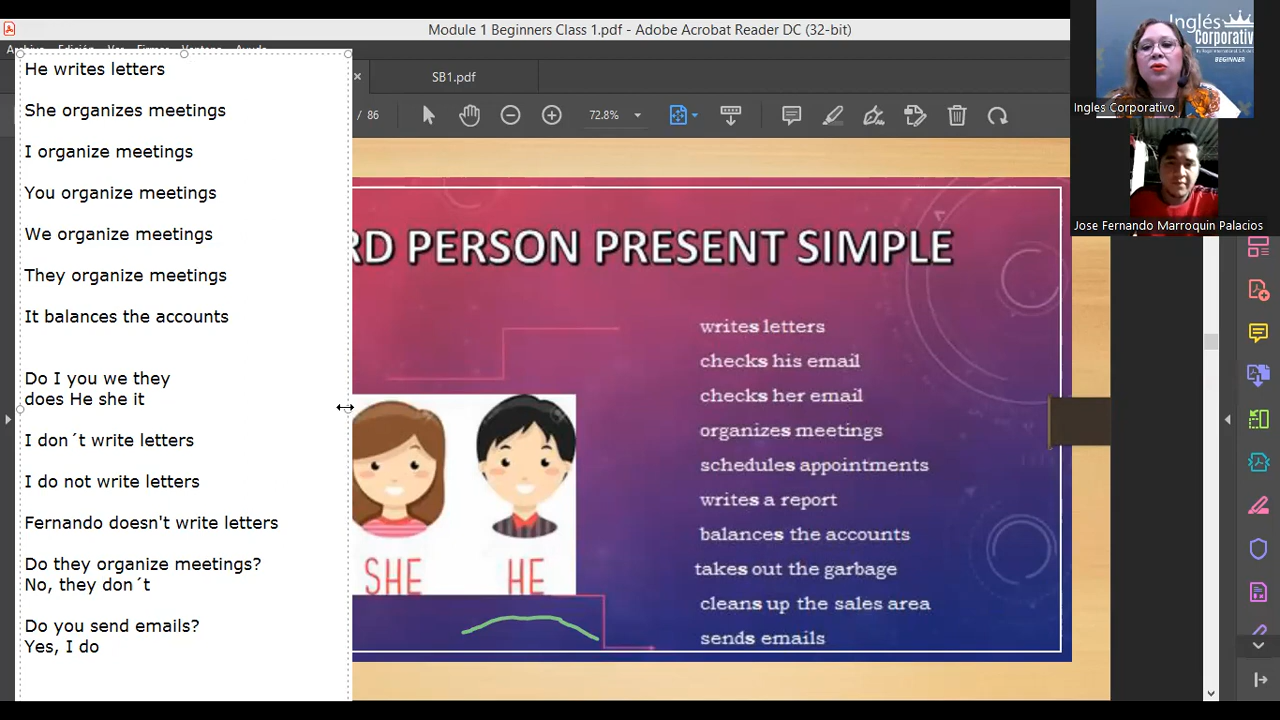 Module 1 Beginners Class 1.pdf - Adobe Acrobat Reader DC (32-bit)
SB1.pdf
/ 86
72.8%
He writes letters
She organizes meetings
I organize meetings
You organize meetings
We organize meetings
They organize meetings
It balances the accounts
Do I you we they
does He she it
I don´t write letters
I do not write letters
Fernando doesn't write letters
Do they organize meetings?
No, they don´t
Do you send emails?
Yes, I do
RD PERSON PRESENT SIMPLE
writes letters
checks his email
checks her email
organizes meetings
schedules appointments
writes a report
balances the accounts
takes out the garbage
cleans up the sales area
sends emails
SHE
HE
Inglés
Corporativ
BEGINNER
Ingles Corporativo
Jose Fernando Marroquin Palacios